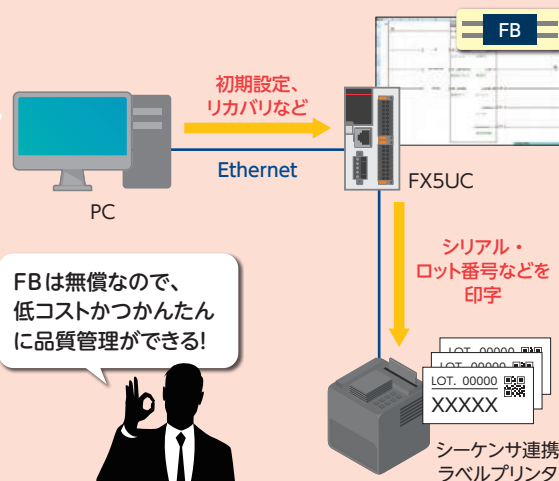 FB
初期設定、
リカバリなど
Ethernet
PC
FX5UC
シリアル・
ロット番号などを
印字
FBは無償なので、
低コストかつかんたん
に品質管理ができる!
LOT. 00000
LOT. 00000
LOT. 00000
XXXXX
シーケンサ連携
ラベルプリンタ